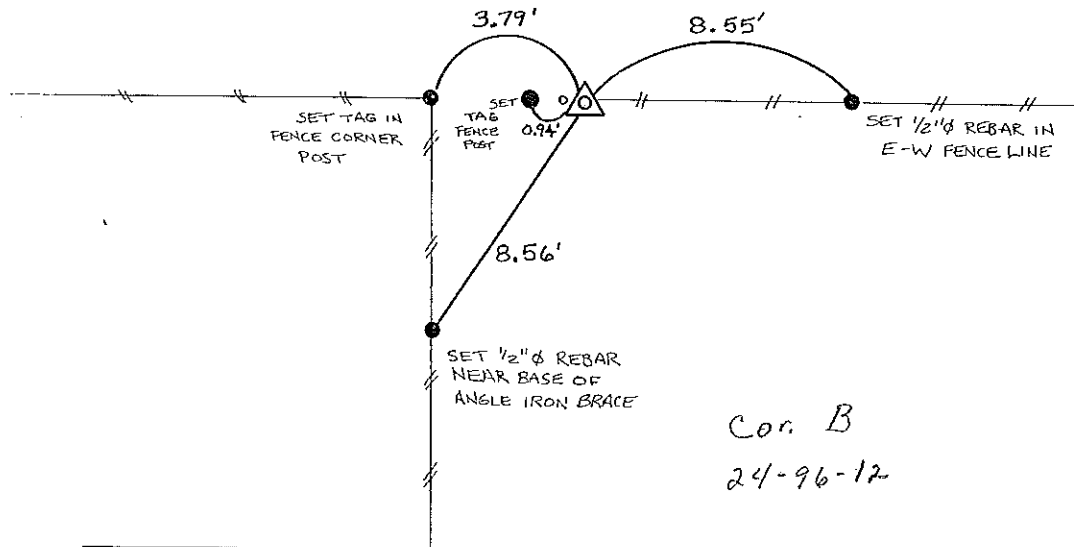 3.79'
8.55'
SET TAG IN
FENCE CORNER
POST
SET
TAG
FENCE
POST
0.94'
SET 1/2"φ REBAR IN
E-W FENCE LINE
8.56'
SET 1/2"φ REBAR
NEAR BASE OF
ANGLE IRON BRACE
Cor. B
24-96-12